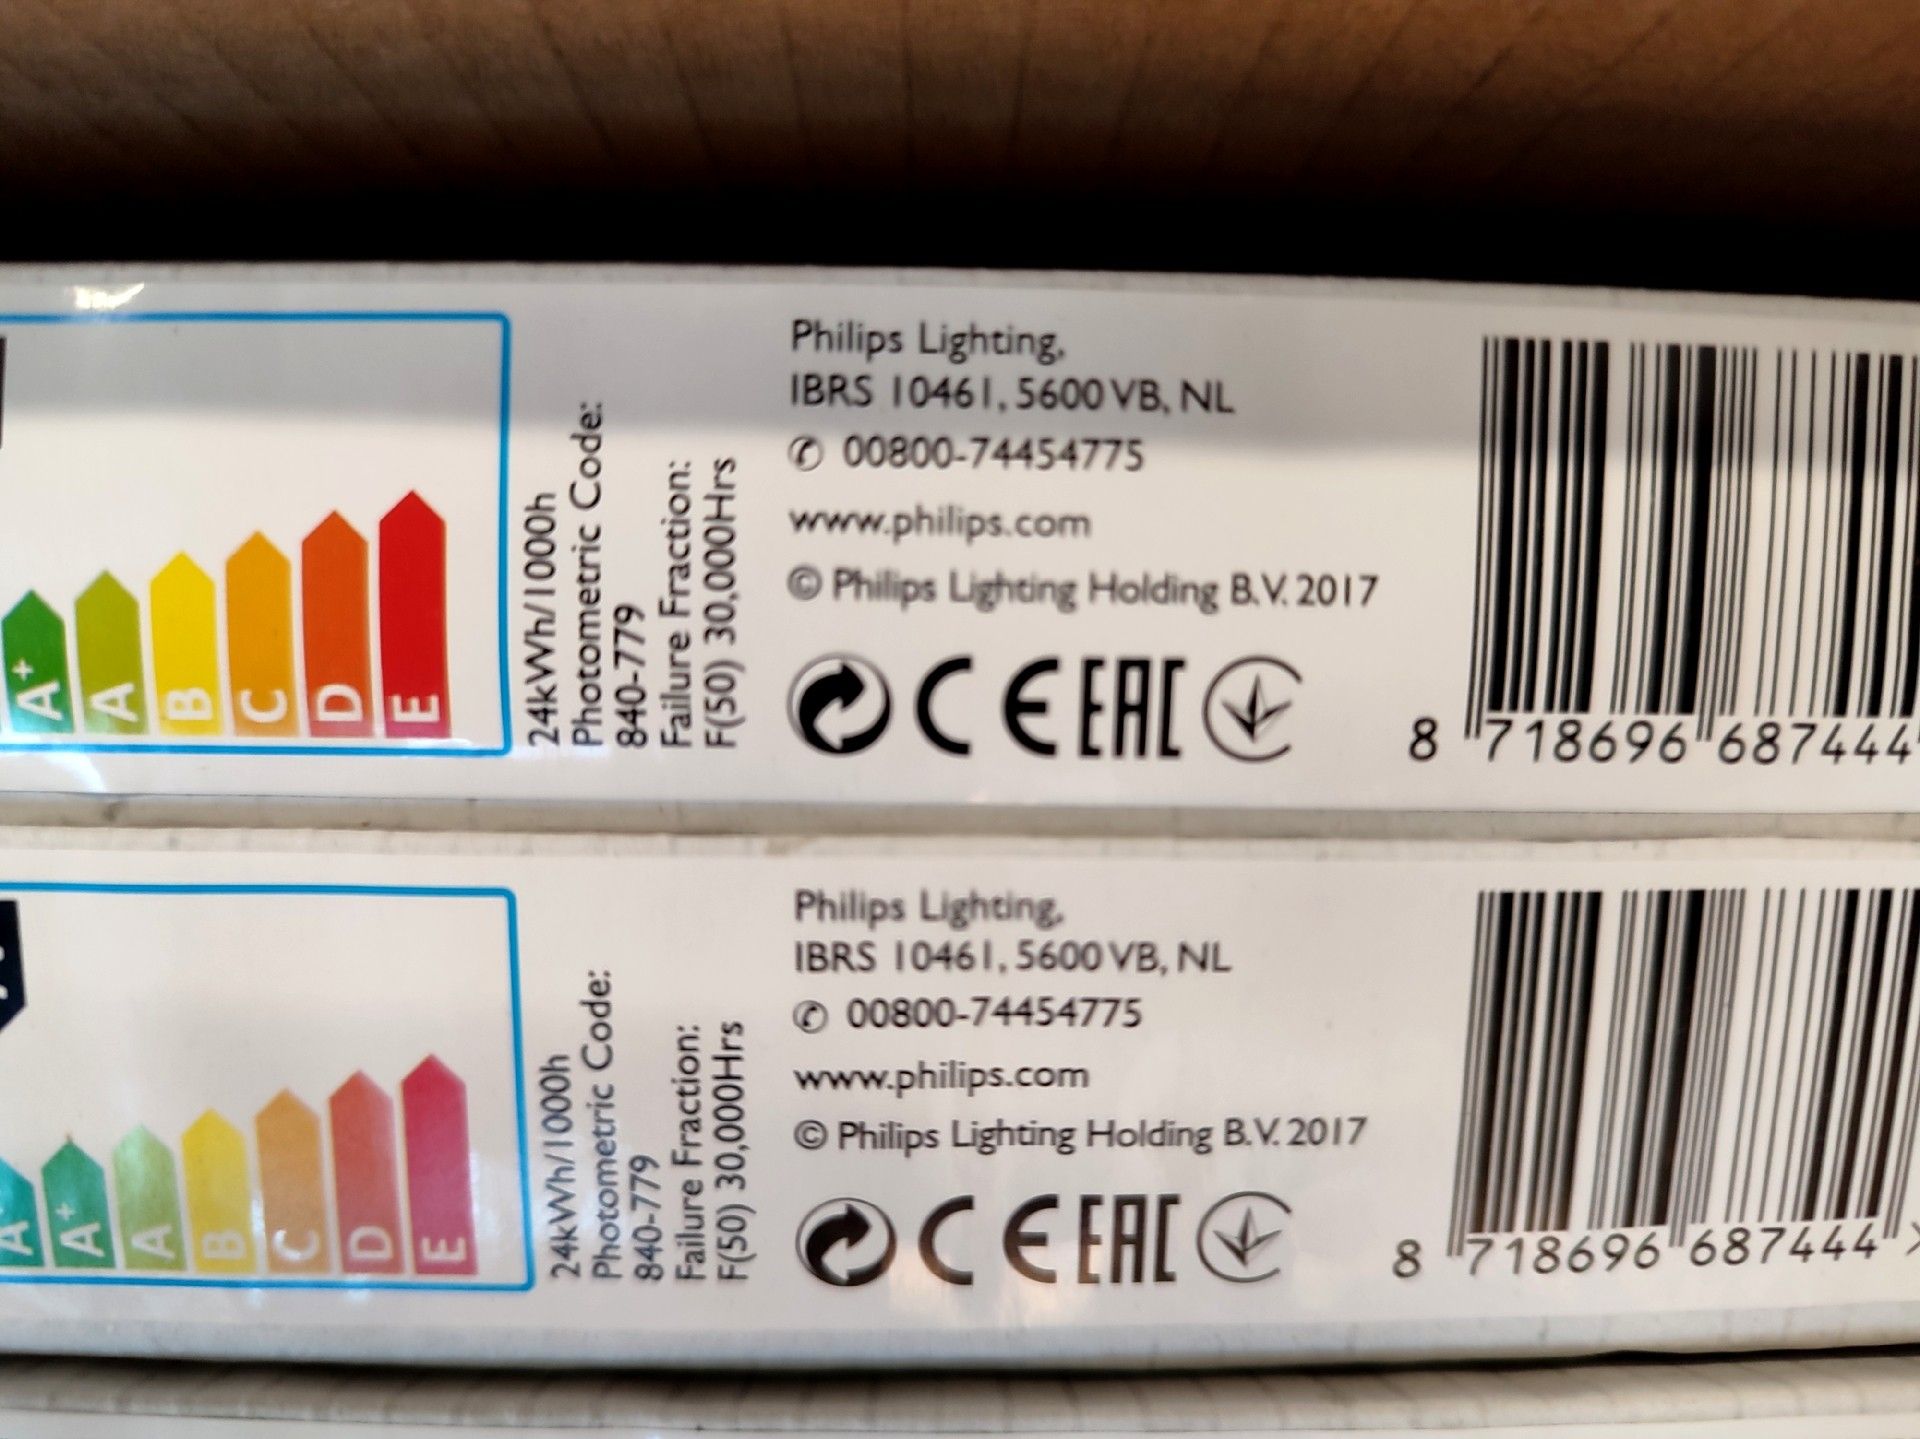 A+
A
B
C
D
E
24kWh/1000h
Photometric Code:
840-779
Failure Fraction:
F(50) 30,000Hrs
Philips Lighting,
IBRS 10461, 5600 VB, NL
✆ 00800-74454775
www.philips.com
© Philips Lighting Holding B.V. 2017
CE EAC
8 718696 687444
A+
A
B
C
D
E
24kWh/1000h
Photometric Code:
840-779
Failure Fraction:
F(50) 30,000Hrs
Philips Lighting,
IBRS 10461, 5600 VB, NL
✆ 00800-74454775
www.philips.com
© Philips Lighting Holding B.V. 2017
CE EAC
8 718696 687444